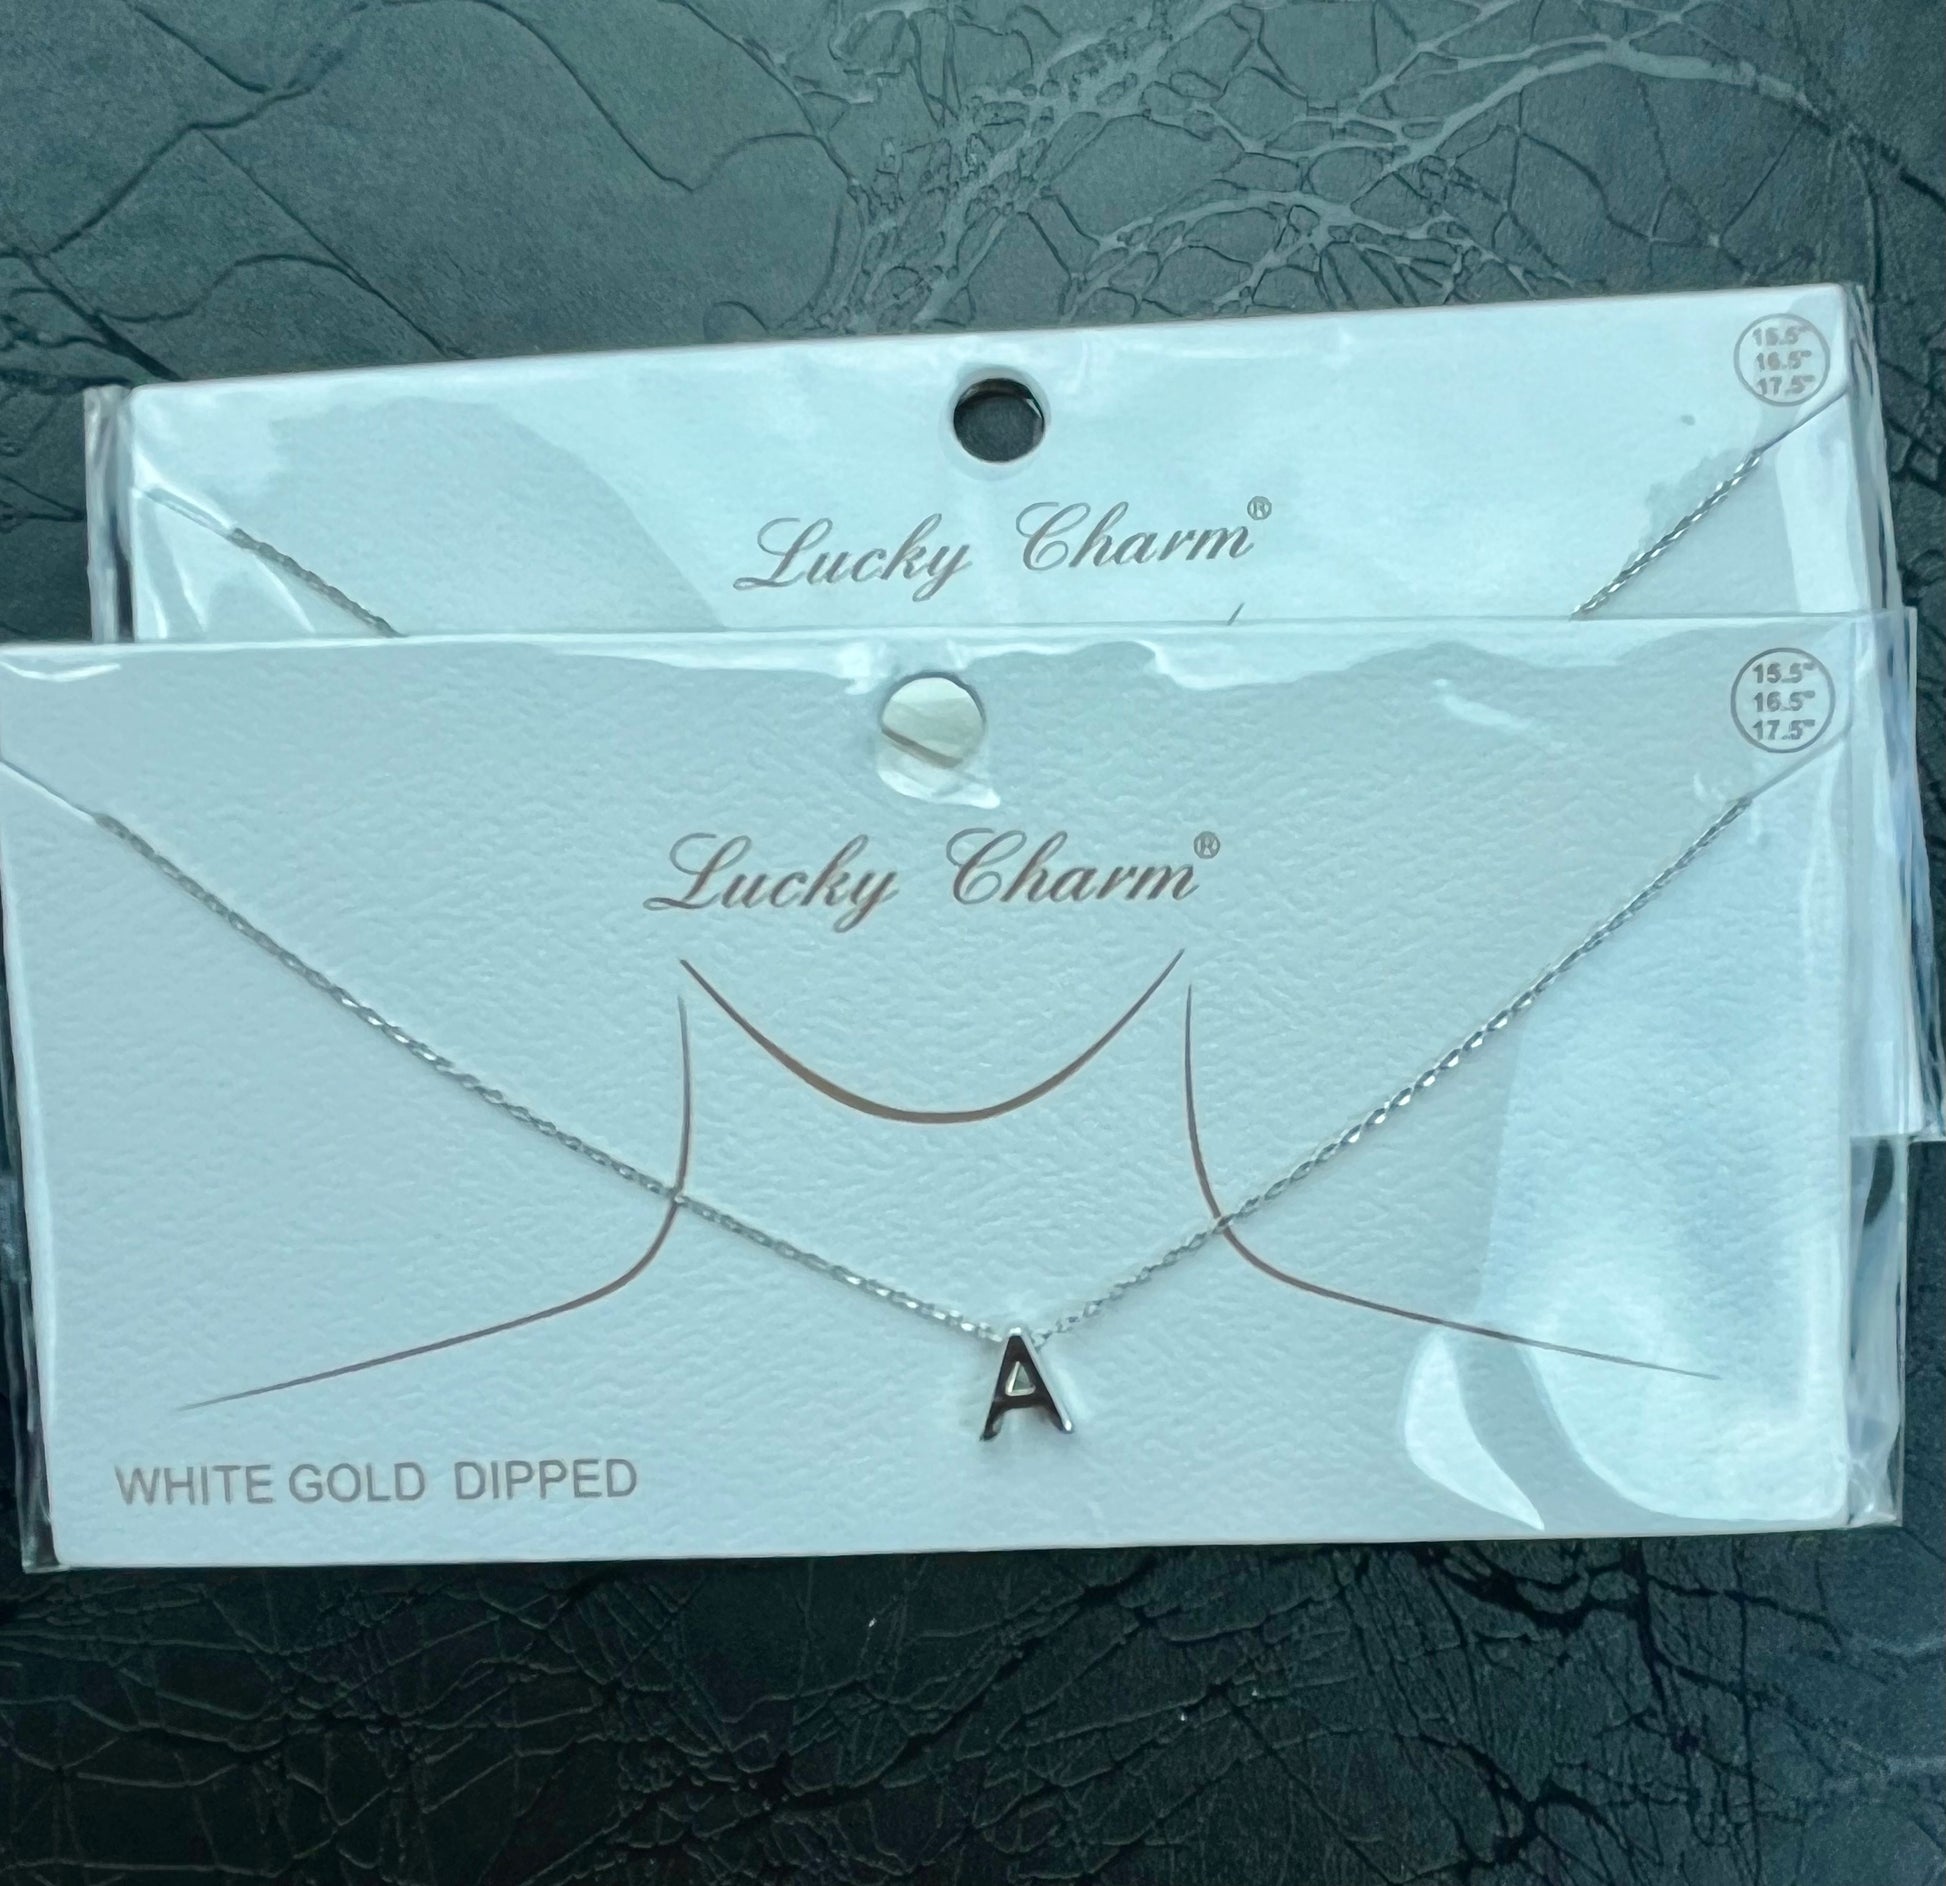 15.5"
16.5"
17.5"
Lucky Charm®
15.5"
16.5"
17.5"
Lucky Charm®
A
WHITE GOLD DIPPED